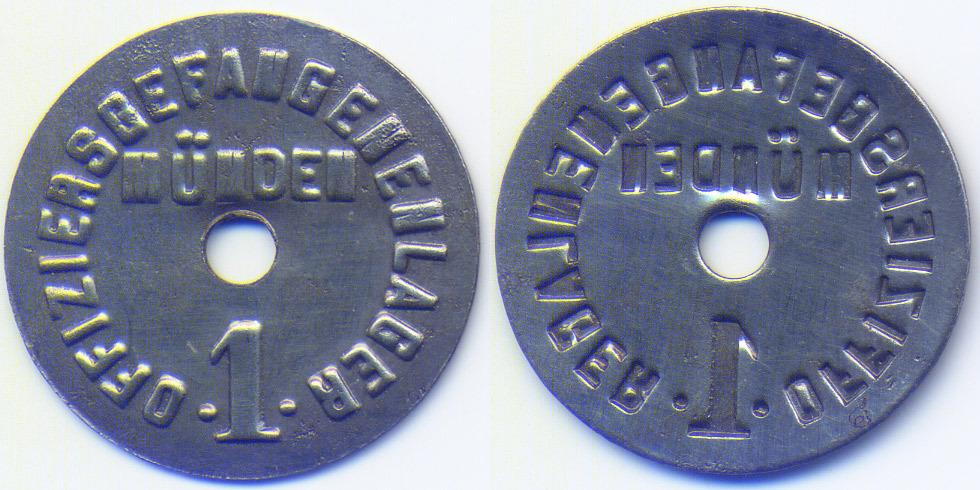 OFFIZIERSGEFANGENENLAGER
MÜNDEN
·1·
OFFIZIERSGEFANGENENLAGER
MÜNDEN
·1·